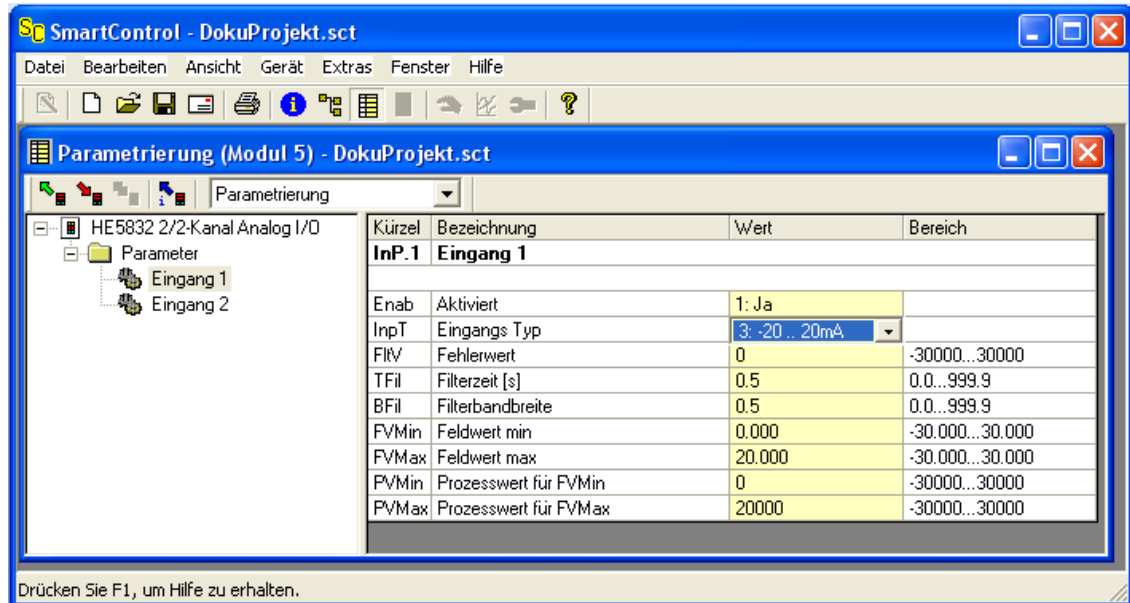 SmartControl - DokuProjekt.sct
Datei Bearbeiten Ansicht Gerät Extras Fenster Hilfe
Parametrierung (Modul 5) - DokuProjekt.sct
Parametrierung
HE5832 2/2-Kanal Analog I/O
Parameter
Eingang 1
Eingang 2
Kürzel Bezeichnung Wert Bereich
InP.1 Eingang 1
Enab Aktiviert 1: Ja
InpT Eingangs Typ 3: -20 .. 20mA
FltV Fehlerwert 0 -30000...30000
TFil Filterzeit [s] 0.5 0.0...999.9
BFil Filterbandbreite 0.5 0.0...999.9
FVMin Feldwert min 0.000 -30.000...30.000
FVMax Feldwert max 20.000 -30.000...30.000
PVMin Prozesswert für FVMin 0 -30000...30000
PVMax Prozesswert für FVMax 20000 -30000...30000
Drücken Sie F1, um Hilfe zu erhalten.